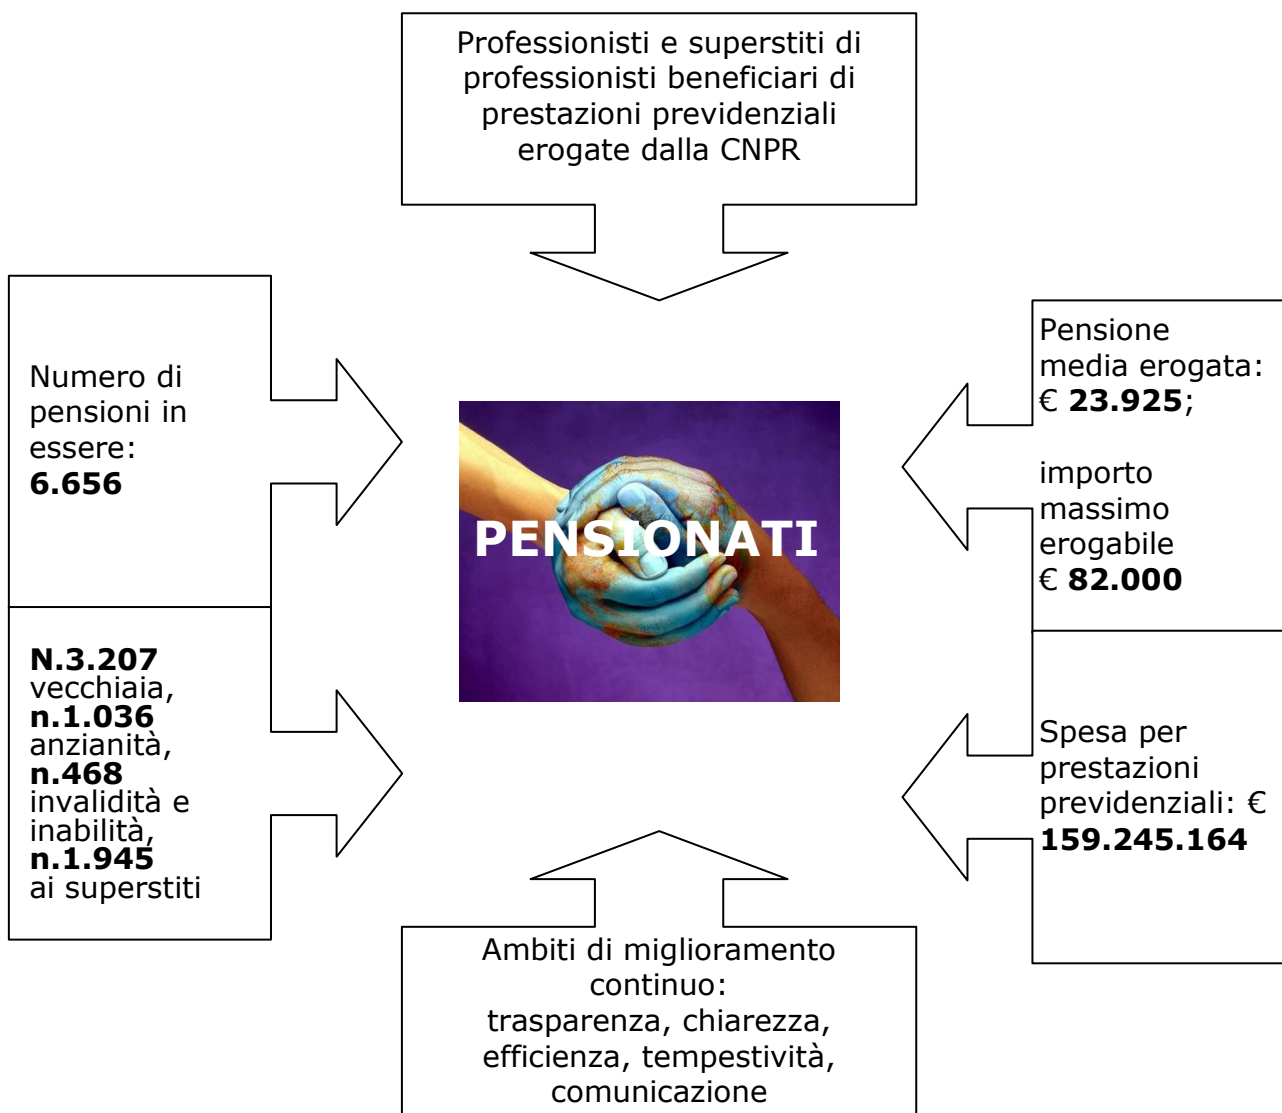 Professionisti e superstiti di
professionisti beneficiari di
prestazioni previdenziali
erogate dalla CNPR
Numero di
pensioni in
essere:
6.656
Pensione
media erogata:
€ 23.925;
importo
massimo
erogabile
€ 82.000
PENSIONATI
N.3.207
vecchiaia,
n.1.036
anzianità,
n.468
invalidità e
inabilità,
n.1.945
ai superstiti
Spesa per
prestazioni
previdenziali: €
159.245.164
Ambiti di miglioramento
continuo:
trasparenza, chiarezza,
efficienza, tempestività,
comunicazione